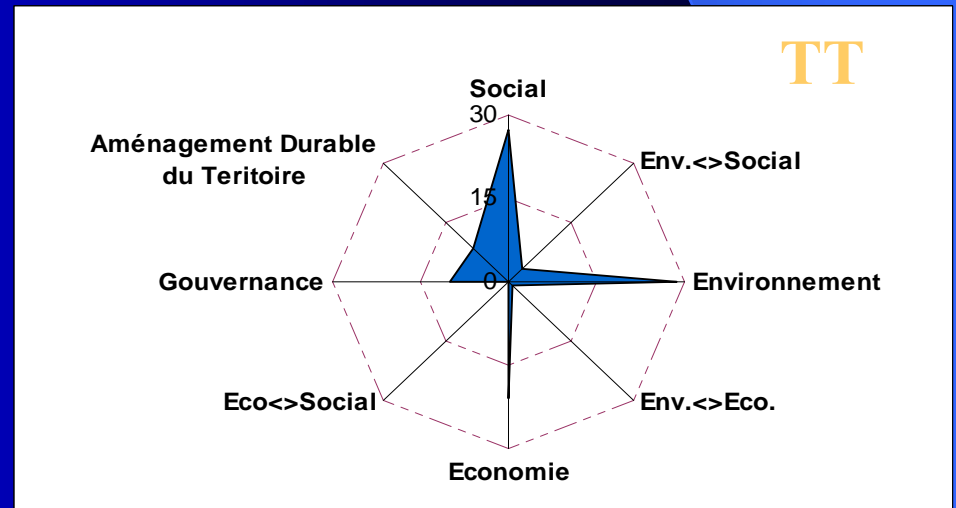 TT
Social
30
Aménagement Durable
du Teritoire
Env.<>Social
15
Gouvernance
0
Environnement
Eco<>Social
Env.<>Eco.
Economie